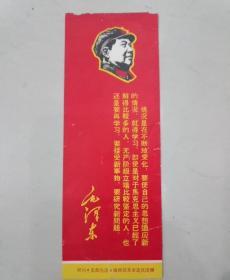 情况是在不断地变化，要使自己的思想适应新
的情况，就得学习。即使是对于马克思主义已经了
解得比较多的人，无产阶级立场比较坚定的人，也
还是要再学习，要接受新事物，要研究新问题。
毛泽东